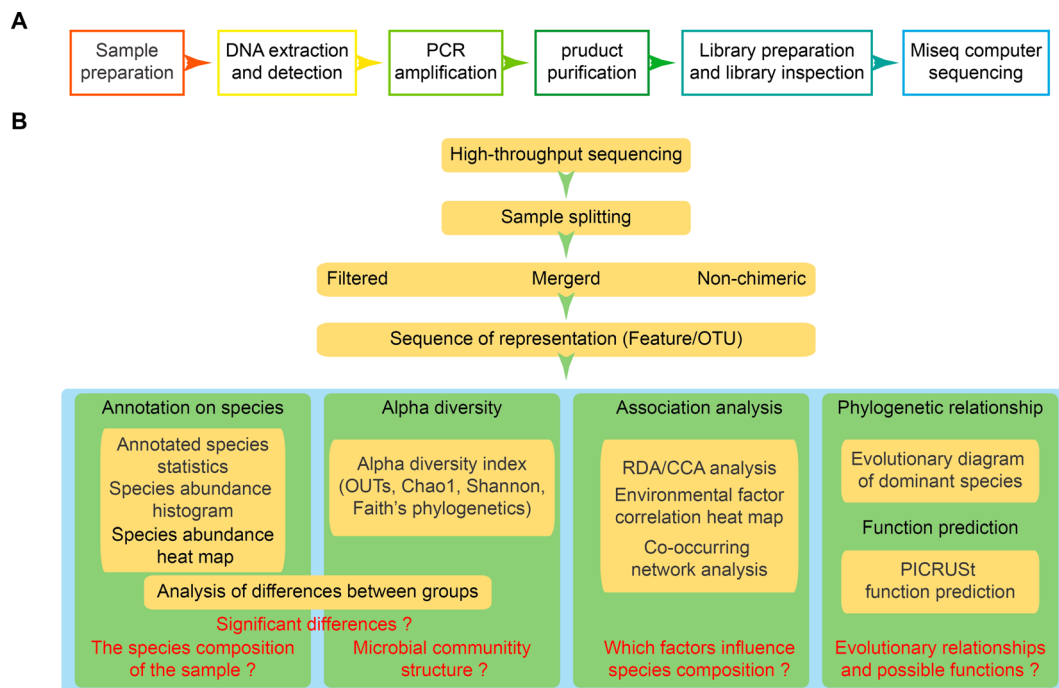 A
Sample
preparation
DNA extraction
and detection
PCR
amplification
pruduct
purification
Library preparation
and library inspection
Miseq computer
sequencing
B
High-throughput sequencing
Sample splitting
Filtered Mergerd Non-chimeric
Sequence of representation (Feature/OTU)
Annotation on species
Annotated species
statistics
Species abundance
histogram
Species abundance
heat map
Alpha diversity
Alpha diversity index
(OUTs, Chao1, Shannon,
Faith's phylogenetics)
Analysis of differences between groups
Significant differences ?
The species composition
of the sample ?
Microbial communitity
structure ?
Association analysis
RDA/CCA analysis
Environmental factor
correlation heat map
Co-occurring
network analysis
Which factors influence
species composition ?
Phylogenetic relationship
Evolutionary diagram
of dominant species
Function prediction
PICRUSt
function prediction
Evolutionary relationships
and possible functions ?